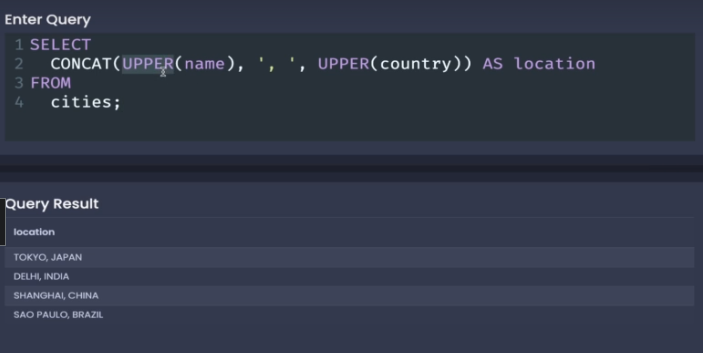 Enter Query
1 SELECT
2 CONCAT(UPPER(name), ', ', UPPER(country)) AS location
3 FROM
4 cities;
Query Result
location
TOKYO, JAPAN
DELHI, INDIA
SHANGHAI, CHINA
SAO PAULO, BRAZIL